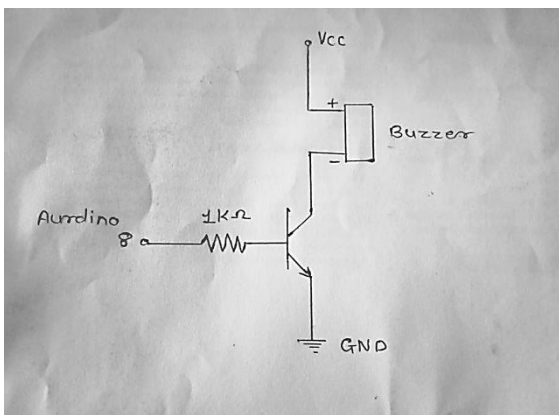 Vcc
+
Buzzer
-
Aurdino
8
1KΩ
GND